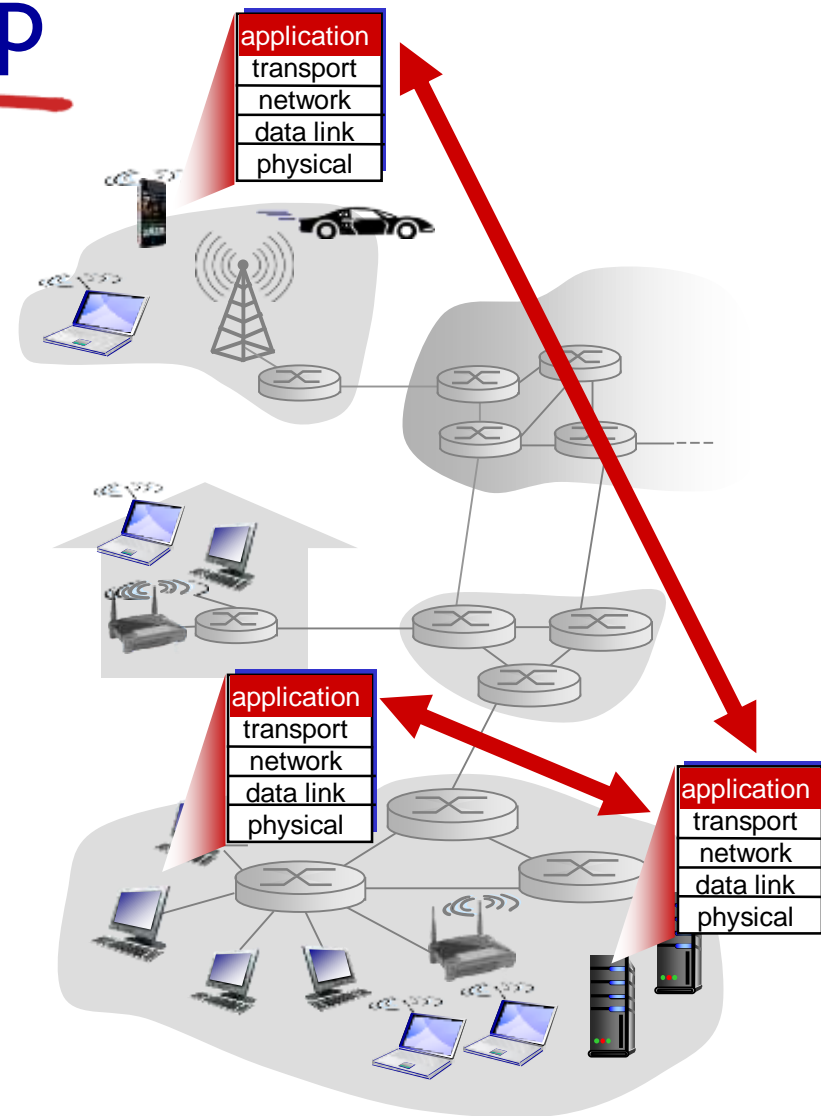 p
application
transport
network
data link
physical
application
transport
network
data link
physical
application
transport
network
data link
physical